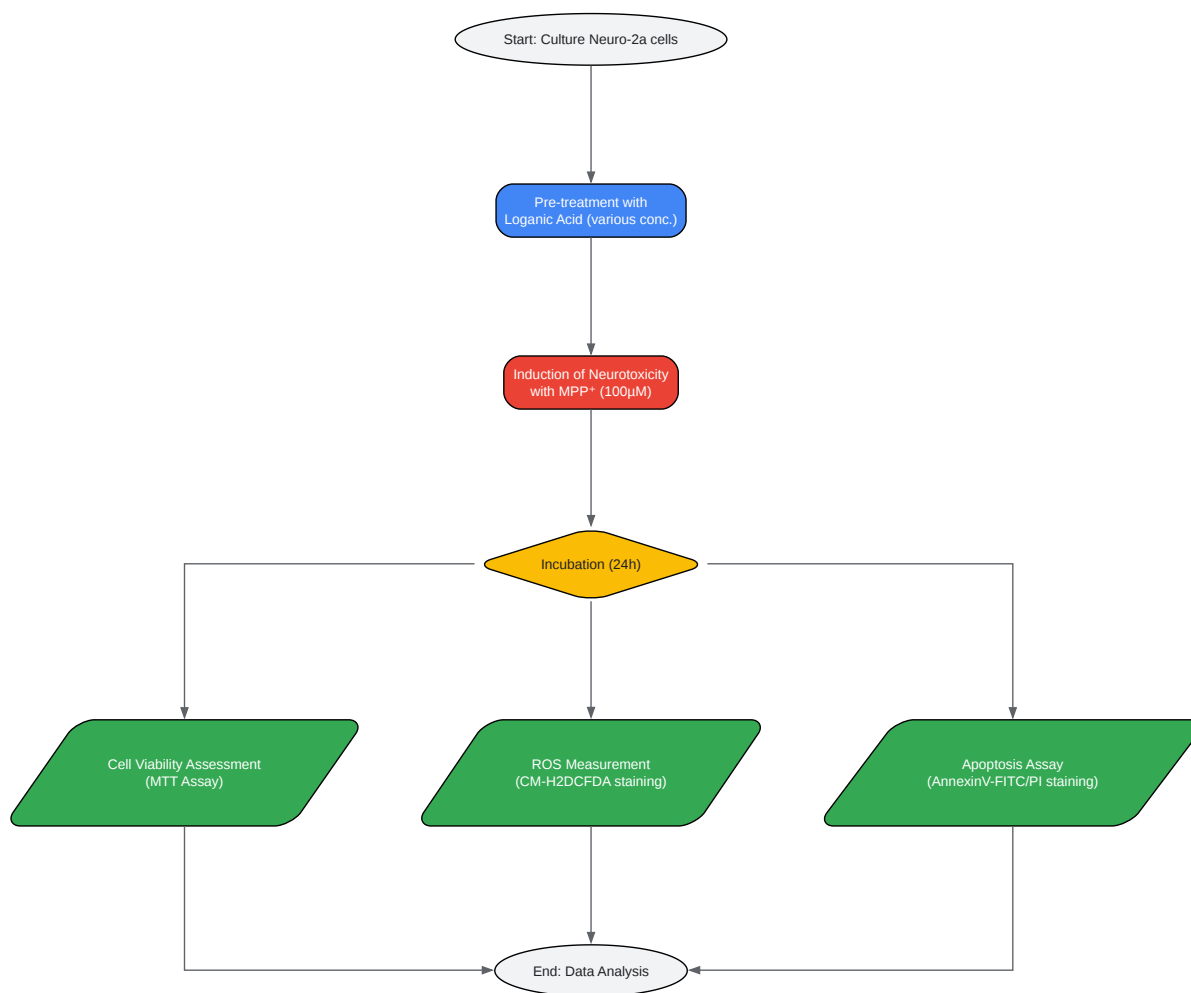 Start: Culture Neuro-2a cells
Pre-treatment with
Loganic Acid (various conc.)
Induction of Neurotoxicity
with MPP⁺ (100µM)
Incubation (24h)
Cell Viability Assessment
(MTT Assay)
ROS Measurement
(CM-H2DCFDA staining)
Apoptosis Assay
(AnnexinV-FITC/PI staining)
End: Data Analysis